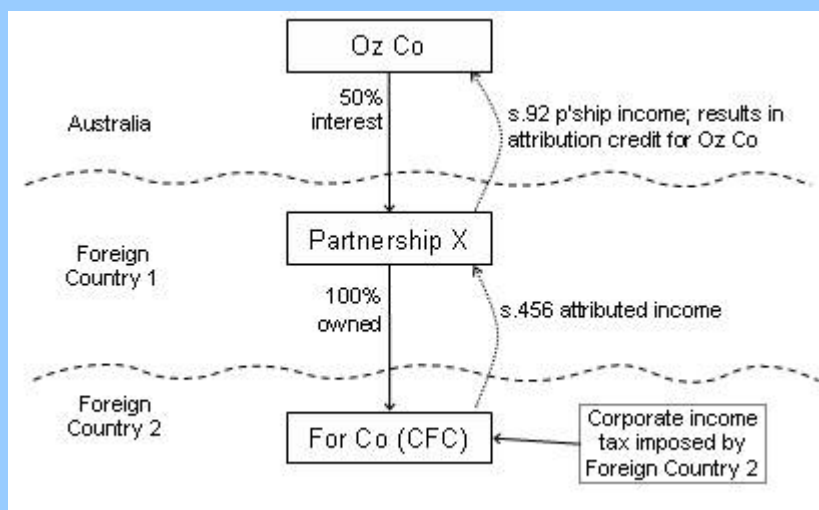 Oz Co
50%
interest
s.92 p'ship income; results in
attribution credit for Oz Co
Australia
Partnership X
Foreign
Country 1
100%
owned
s.456 attributed income
Foreign
Country 2
For Co (CFC)
Corporate income
tax imposed by
Foreign Country 2